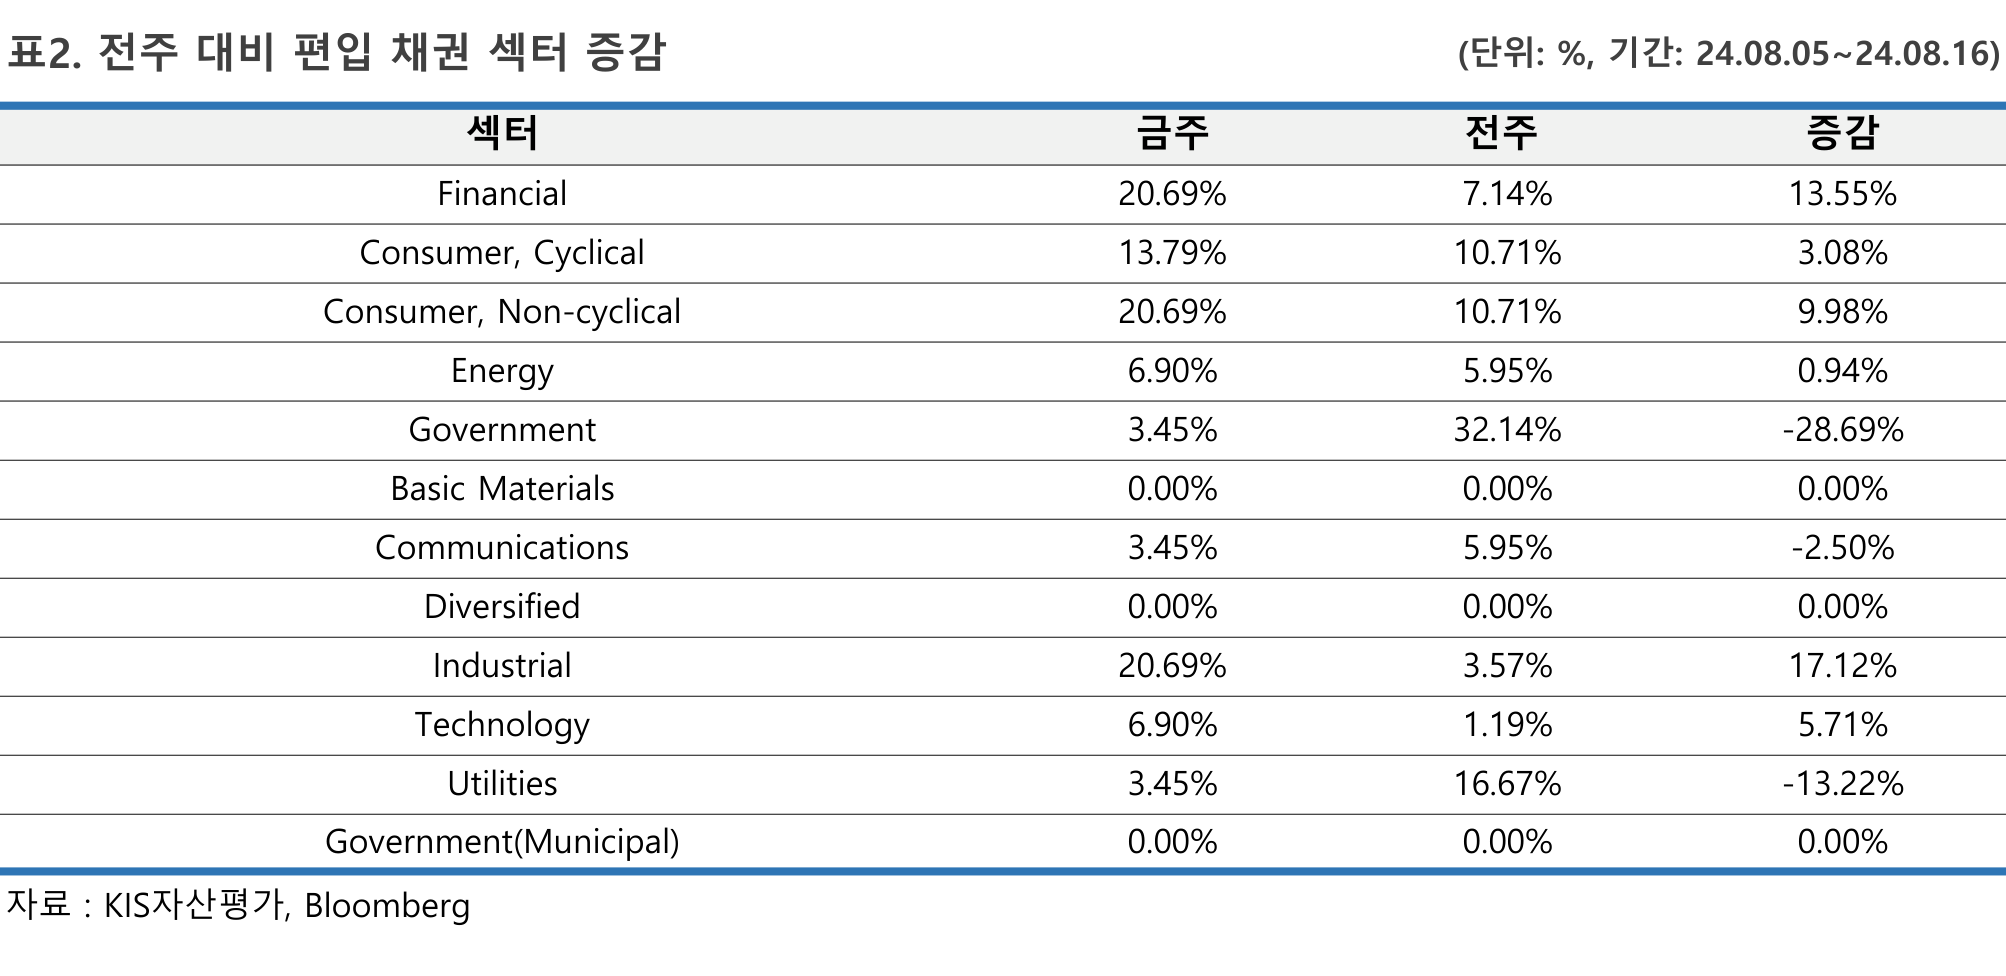 표2. 전주 대비 편입 채권 섹터 증감 (단위: %, 기간: 24.08.05~24.08.16)
섹터 금주 전주 증감
Financial 20.69% 7.14% 13.55%
Consumer, Cyclical 13.79% 10.71% 3.08%
Consumer, Non-cyclical 20.69% 10.71% 9.98%
Energy 6.90% 5.95% 0.94%
Government 3.45% 32.14% -28.69%
Basic Materials 0.00% 0.00% 0.00%
Communications 3.45% 5.95% -2.50%
Diversified 0.00% 0.00% 0.00%
Industrial 20.69% 3.57% 17.12%
Technology 6.90% 1.19% 5.71%
Utilities 3.45% 16.67% -13.22%
Government(Municipal) 0.00% 0.00% 0.00%
자료 : KIS자산평가, Bloomberg